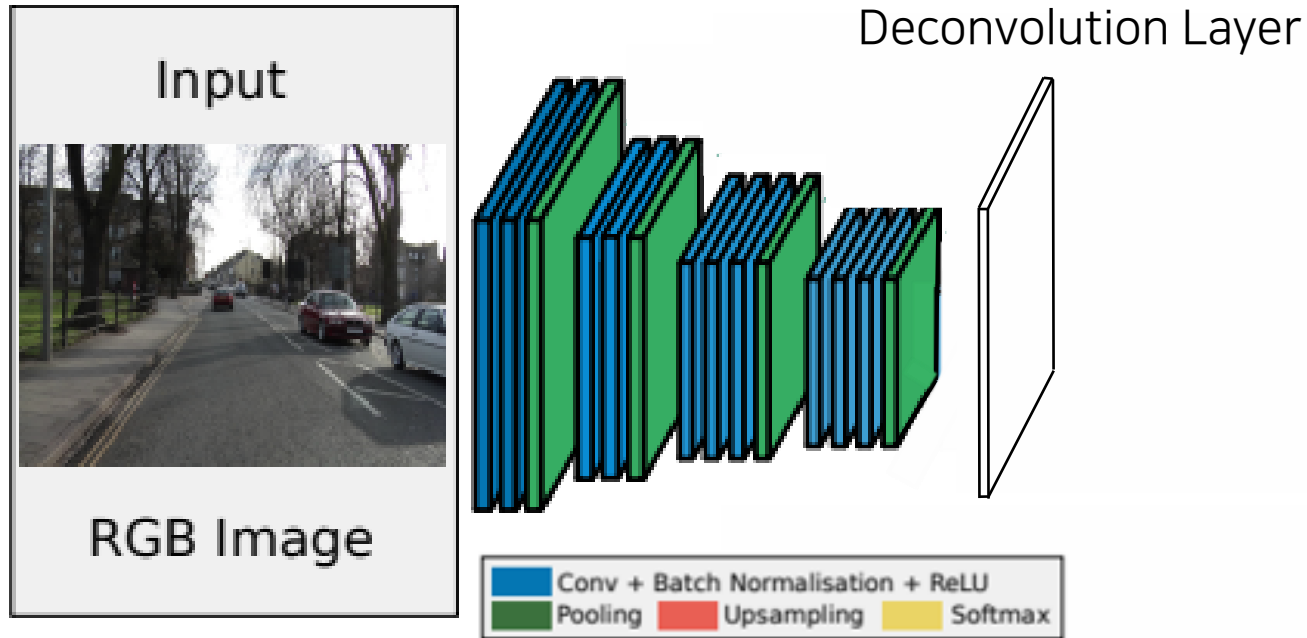 Input
RGB Image
Deconvolution Layer
Conv + Batch Normalisation + ReLU
Pooling Upsampling Softmax